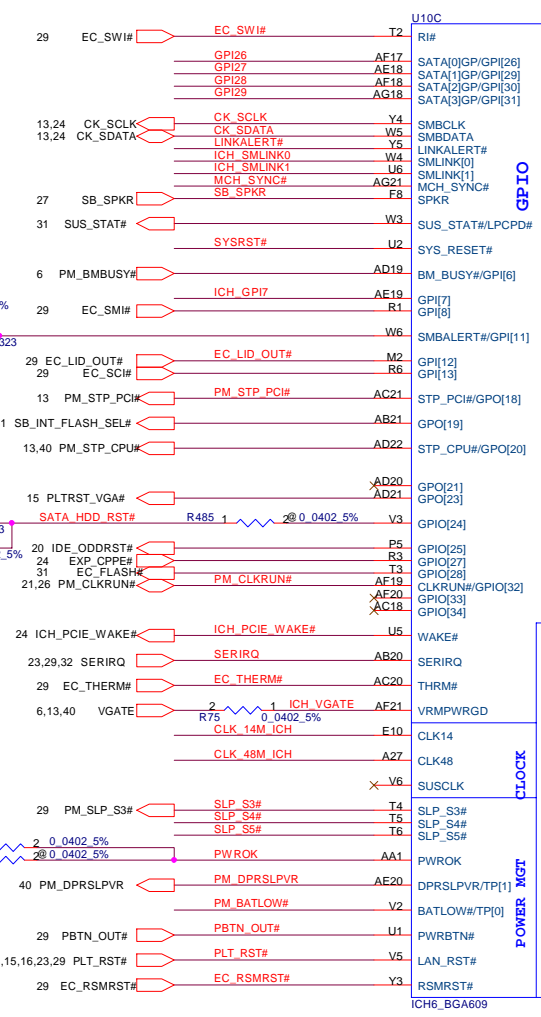 U10C
29 EC_SWI# EC_SWI# T2 RI#
GPI26 AF17 SATA[0]GP/GPI[26]
GPI27 AE18 SATA[1]GP/GPI[29]
GPI28 AF18 SATA[2]GP/GPI[30]
GPI29 AG18 SATA[3]GP/GPI[31]
13,24 CK_SCLK CK_SCLK Y4 SMBCLK
13,24 CK_SDATA CK_SDATA W5 SMBDATA
LINKALERT# Y5 LINKALERT#
ICH_SMLINK0 W4 SMLINK[0]
ICH_SMLINK1 U6 SMLINK[1]
MCH_SYNC# AG21 MCH_SYNC#
27 SB_SPKR SB_SPKR F8 SPKR
GPIO
31 SUS_STAT# W3 SUS_STAT#/LPCPD#
SYSRST# U2 SYS_RESET#
6 PM_BMBUSY# AD19 BM_BUSY#/GPI[6]
ICH_GPI7 AE19 GPI[7]
%
29 EC_SMI# R1 GPI[8]
W6 SMBALERT#/GPI[11]
323
29 EC_LID_OUT# EC_LID_OUT# M2 GPI[12]
29 EC_SCI# R6 GPI[13]
13 PM_STP_PCI# PM_STP_PCI# AC21 STP_PCI#/GPO[18]
1 SB_INT_FLASH_SEL# AB21 GPO[19]
13,40 PM_STP_CPU# AD22 STP_CPU#/GPO[20]
AD20 GPO[21]
15 PLTRST_VGA# AD21 GPO[23]
SATA_HDD_RST# R485 1 2 @ 0_0402_5% V3 GPIO[24]
3
20 IDE_ODDRST# P5 GPIO[25]
_5%
24 EXP_CPPE# R3 GPIO[27]
31 EC_FLASH# T3 GPIO[28]
21,26 PM_CLKRUN# PM_CLKRUN# AF19 CLKRUN#/GPIO[32]
AF20 GPIO[33]
AC18 GPIO[34]
24 ICH_PCIE_WAKE# ICH_PCIE_WAKE# U5 WAKE#
23,29,32 SERIRQ SERIRQ AB20 SERIRQ
29 EC_THERM# EC_THERM# AC20 THRM#
6,13,40 VGATE 2 1 ICH_VGATE AF21 VRMPWRGD
R75 0_0402_5%
CLK_14M_ICH E10 CLK14
CLK_48M_ICH A27 CLK48
V6 SUSCLK
CLOCK
29 PM_SLP_S3# SLP_S3# T4 SLP_S3#
SLP_S4# T5 SLP_S4#
SLP_S5# T6 SLP_S5#
2 0_0402_5%
2 @ 0_0402_5% PWROK AA1 PWROK
40 PM_DPRSLPVR PM_DPRSLPVR AE20 DPRSLPVR/TP[1]
PM_BATLOW# V2 BATLOW#/TP[0]
POWER MGT
29 PBTN_OUT# PBTN_OUT# U1 PWRBTN#
,15,16,23,29 PLT_RST# PLT_RST# V5 LAN_RST#
29 EC_RSMRST# EC_RSMRST# Y3 RSMRST#
ICH6_BGA609